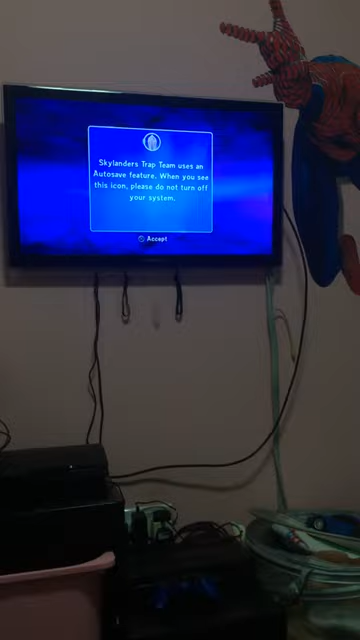 Skylanders Trap Team uses an
Autosave feature. When you see
this icon, please do not turn off
your system.
Accept